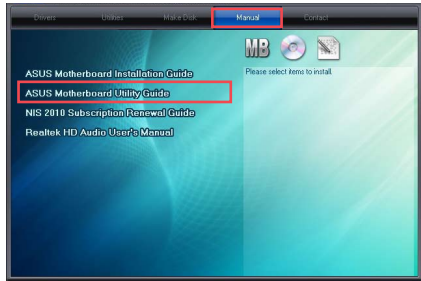 Drivers
Utilities
Make Disk
Manual
Contact
MB
Please select items to install.
ASUS Motherboard Installation Guide
ASUS Motherboard Utility Guide
NIS 2010 Subscription Renewal Guide
Realtek HD Audio User's Manual